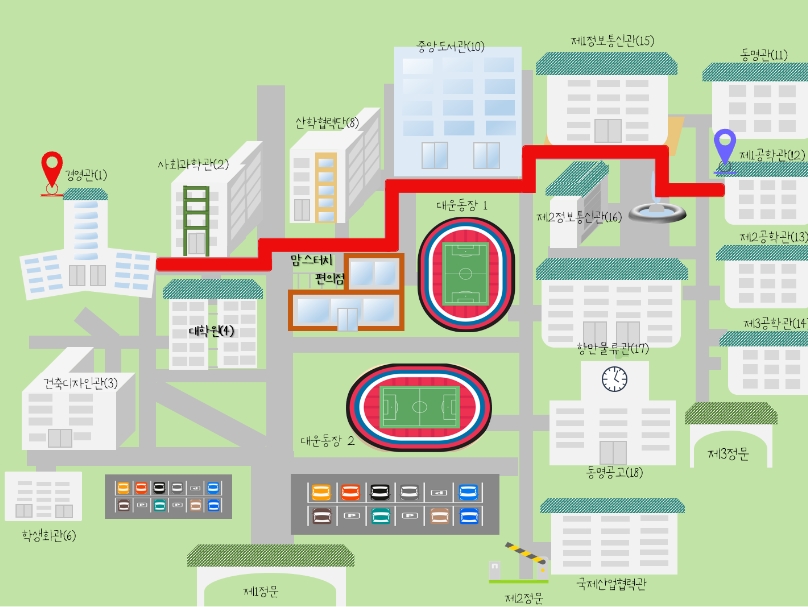 중앙도서관(10)
제1정보통신관(15)
동명관(11)
산학협력단(8)
사회과학관(2)
경영관(1)
제1공학관(12)
대운동장 1
제2정보통신관(16)
제2공학관(13)
맘스터치
편의점
대학원(4)
제3공학관(14)
항만물류관(17)
건축디자인관(3)
대운동장 2
제3정문
동명공고(18)
학생회관(6)
제1정문
제2정문
국제산업협력관